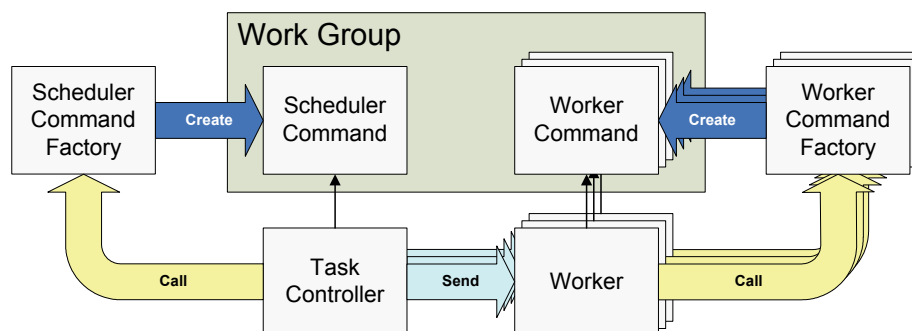 Work Group
Scheduler
Command
Factory
Create
Scheduler
Command
Worker
Command
Create
Worker
Command
Factory
Call
Task
Controller
Send
Worker
Call